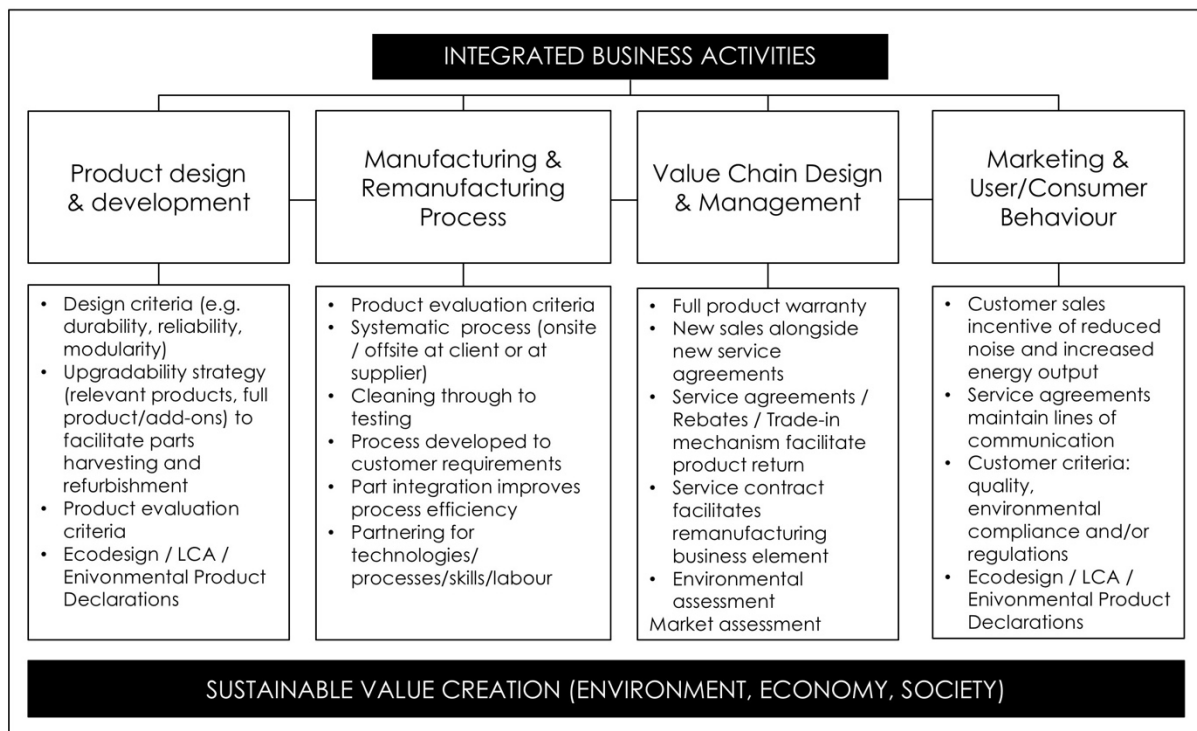 INTEGRATED BUSINESS ACTIVITIES
Product design
& development
Manufacturing &
Remanufacturing
Process
Value Chain Design
& Management
Marketing &
User/Consumer
Behaviour
• Design criteria (e.g.
durability, reliability,
modularity)
• Upgradability strategy
(relevant products, full
product/add-ons) to
facilitate parts
harvesting and
refurbishment
• Product evaluation
criteria
• Ecodesign / LCA /
Enivonmental Product
Declarations
• Product evaluation criteria
• Systematic process (onsite
/ offsite at client or at
supplier)
• Cleaning through to
testing
• Process developed to
customer requirements
• Part integration improves
process efficiency
• Partnering for
technologies/
processes/skills/labour
• Full product warranty
• New sales alongside
new service
agreements
• Service agreements /
Rebates / Trade-in
mechanism facilitate
product return
• Service contract
facilitates
remanufacturing
business element
• Environmental
assessment
Market assessment
• Customer sales
incentive of reduced
noise and increased
energy output
• Service agreements
maintain lines of
communication
• Customer criteria:
quality,
environmental
compliance and/or
regulations
• Ecodesign / LCA /
Enivonmental Product
Declarations
SUSTAINABLE VALUE CREATION (ENVIRONMENT, ECONOMY, SOCIETY)